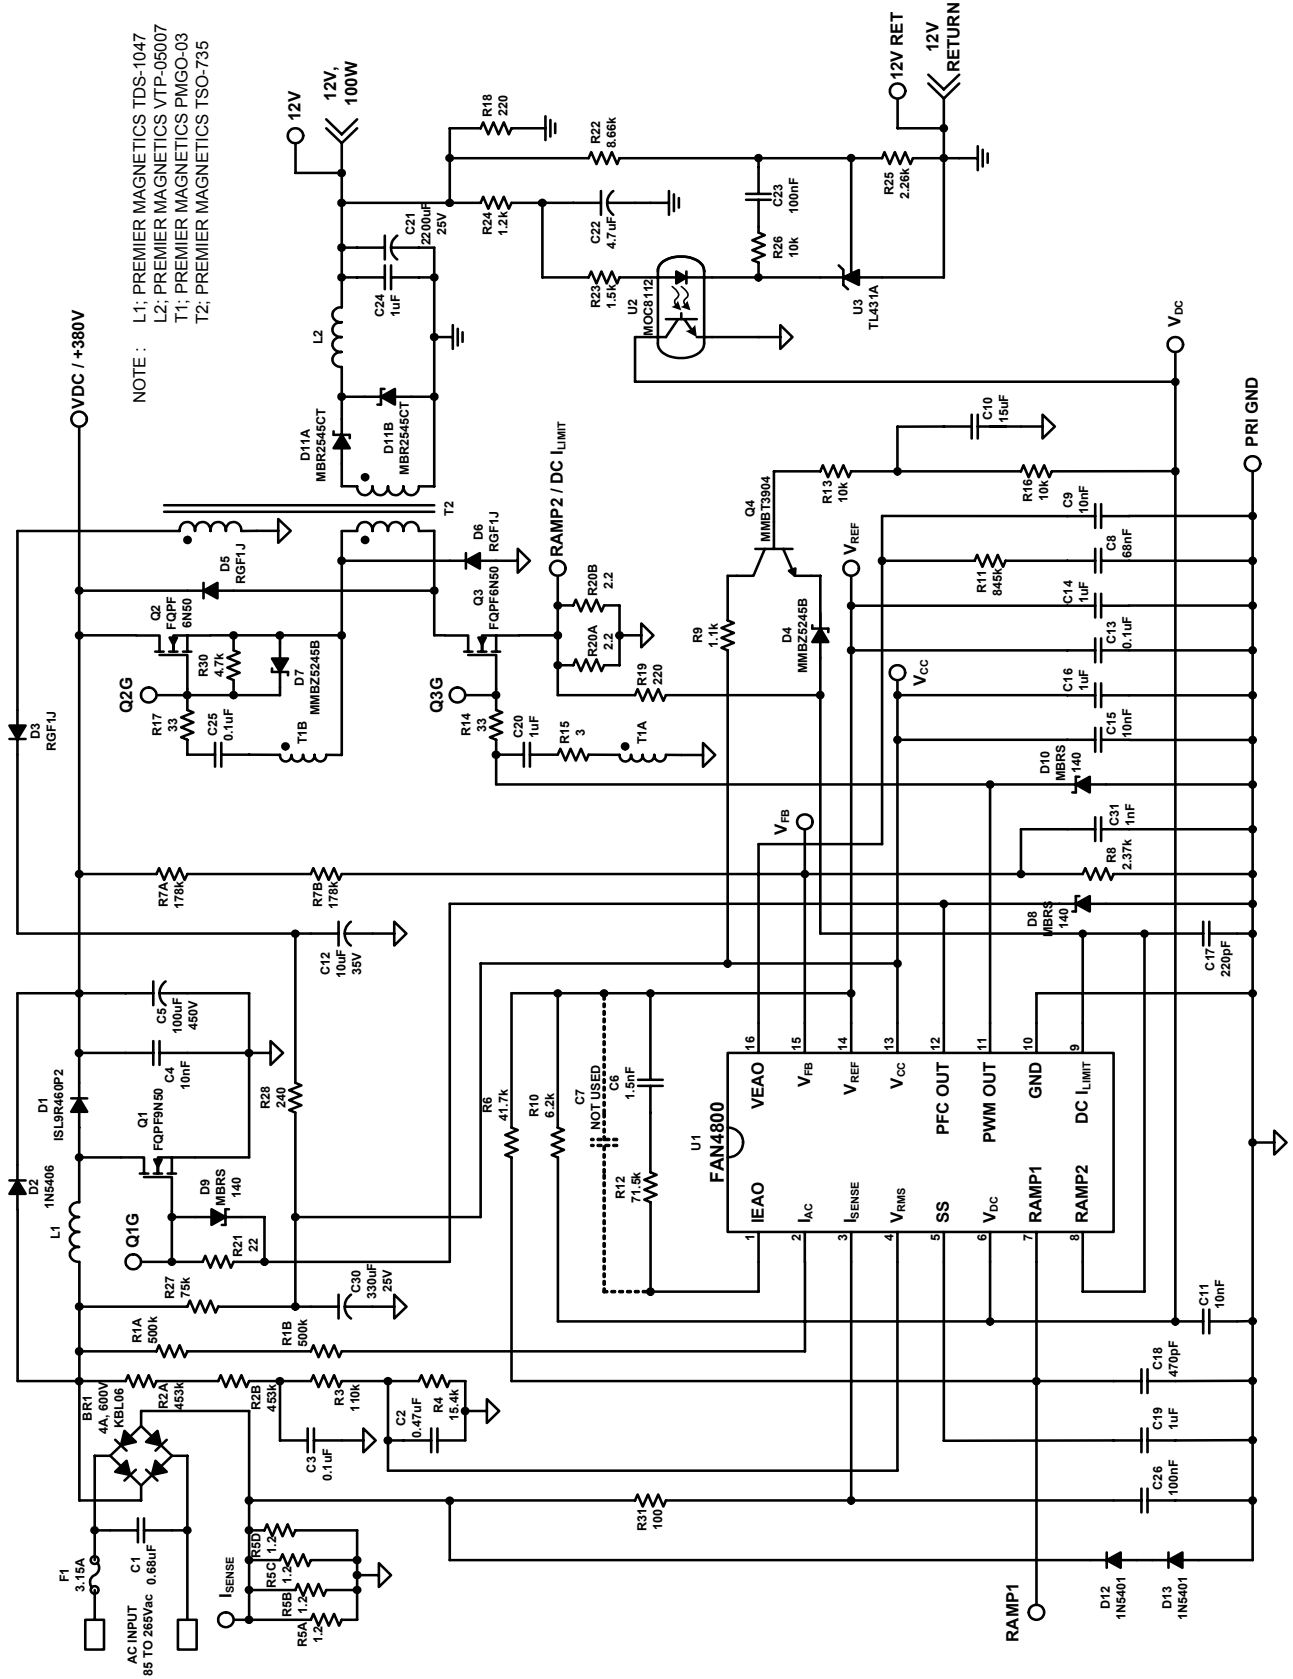 NOTE :
L1; PREMIER MAGNETICS TDS-1047
L2; PREMIER MAGNETICS VTP-05007
T1; PREMIER MAGNETICS PMGO-03
T2; PREMIER MAGNETICS TSO-735
AC INPUT
85 TO 265Vac
F1
3.15A
C1
0.68uF
BR1
4A, 600V
KBL06
ISENSE
R5A
1.2
R5B
1.2
R5C
1.2
R5D
1.2
R2A
453k
R2B
453k
R3
110k
C3
0.1uF
C2
0.47uF
R4
15.4k
R1A
500k
R1B
500k
R27
75k
C30
330uF
25V
L1
D2
1N5406
D1
ISL9R460P2
Q1
FQPF9N50
Q1G
D9
MBRS
140
R21
22
R28
240
C4
10nF
C5
100uF
450V
C12
10uF
35V
R7A
178k
R7B
178k
D3
RGF1J
VDC / +380V
Q2G
Q2
FQPF
6N50
R17
33
R30
4.7k
D7
MMBZ5245B
C25
0.1uF
T1B
D5
RGF1J
D6
RGF1J
Q3G
Q3
FQPF6N50
R14
33
C20
1uF
R15
3
T1A
T2
RAMP2 / DC ILIMIT
R20A
2.2
R20B
2.2
R19
220
D11A
MBR2545CT
D11B
MBR2545CT
L2
C24
1uF
C21
2200uF
25V
12V
12V,
100W
R18
220
R24
1.2k
R22
8.66k
C22
4.7uF
R23
1.5k
U2
MOC8112
R26
10k
C23
100nF
U3
TL431A
R25
2.26k
12V RET
12V
RETURN
VDC
PRI GND
Q4
MMBT3904
R13
10k
R16
10k
C10
15uF
R9
1.1k
D4
MMBZ5245B
VREF
VCC
VFB
R11
845k
C9
10nF
C8
68nF
C14
1uF
C13
0.1uF
C16
1uF
C15
10nF
D10
MBRS
140
C31
1nF
R8
2.37k
D8
MBRS
140
C17
220pF
R6
41.7k
R10
6.2k
C7
NOT USED
C6
1.5nF
R12
71.5k
U1
FAN4800
1 IEAO
2 IAC
3 ISENSE
4 VRMS
5 SS
6 VDC
7 RAMP1
8 RAMP2
16 VEAO
15 VFB
14 VREF
13 VCC
12 PFC OUT
11 PWM OUT
10 GND
9 DC ILIMIT
R31
100
C11
10nF
C18
470pF
C19
1uF
C26
100nF
D12
1N5401
D13
1N5401
RAMP1